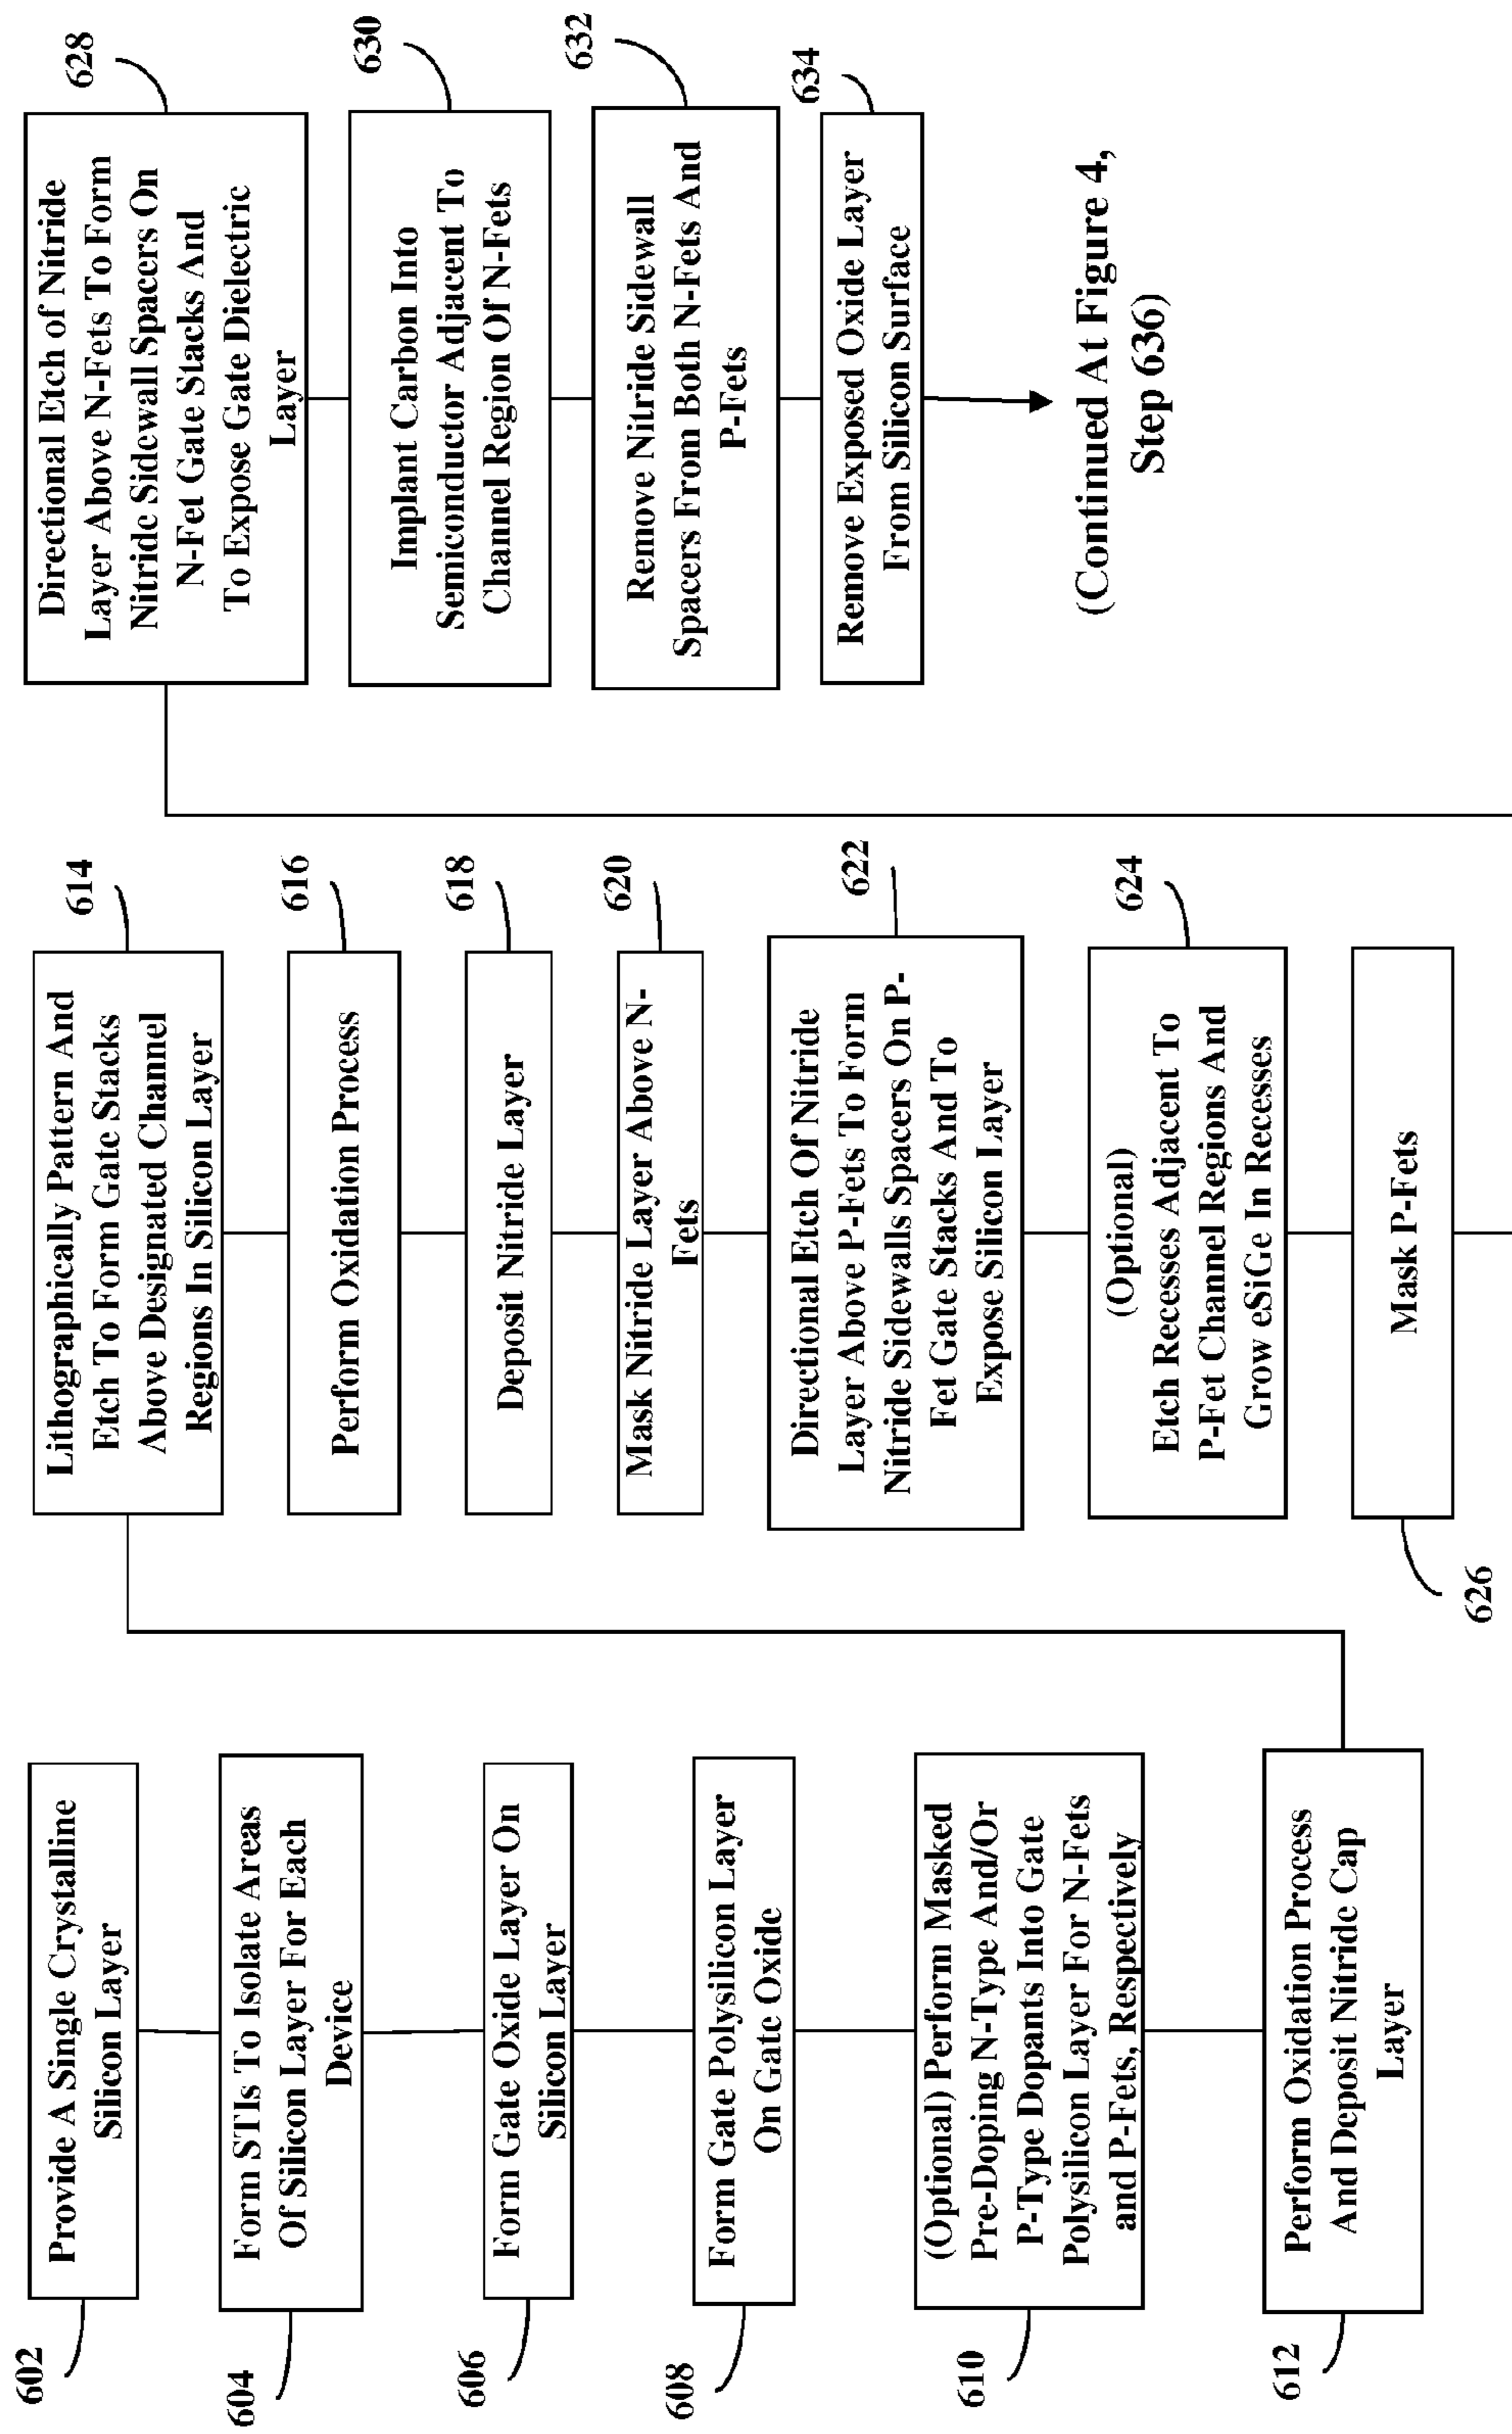 602
Provide A Single Crystalline
Silicon Layer
604
Form STIs To Isolate Areas
Of Silicon Layer For Each
Device
606
Form Gate Oxide Layer On
Silicon Layer
608
Form Gate Polysilicon Layer
On Gate Oxide
610
(Optional) Perform Masked
Pre-Doping N-Type And/Or
P-Type Dopants Into Gate
Polysilicon Layer For N-Fets
and P-Fets, Respectively
612
Perform Oxidation Process
And Deposit Nitride Cap
Layer
614
Lithographically Pattern And
Etch To Form Gate Stacks
Above Designated Channel
Regions In Silicon Layer
616
Perform Oxidation Process
618
Deposit Nitride Layer
620
Mask Nitride Layer Above N-
Fets
622
Directional Etch Of Nitride
Layer Above P-Fets To Form
Nitride Sidewalls Spacers On P-
Fet Gate Stacks And To
Expose Silicon Layer
624
(Optional)
Etch Recesses Adjacent To
P-Fet Channel Regions And
Grow eSiGe In Recesses
626
Mask P-Fets
628
Directional Etch of Nitride
Layer Above N-Fets To Form
Nitride Sidewall Spacers On
N-Fet Gate Stacks And
To Expose Gate Dielectric
Layer
630
Implant Carbon Into
Semiconductor Adjacent To
Channel Region Of N-Fets
632
Remove Nitride Sidewall
Spacers From Both N-Fets And
P-Fets
634
Remove Exposed Oxide Layer
From Silicon Surface
(Continued At Figure 4,
Step 636)